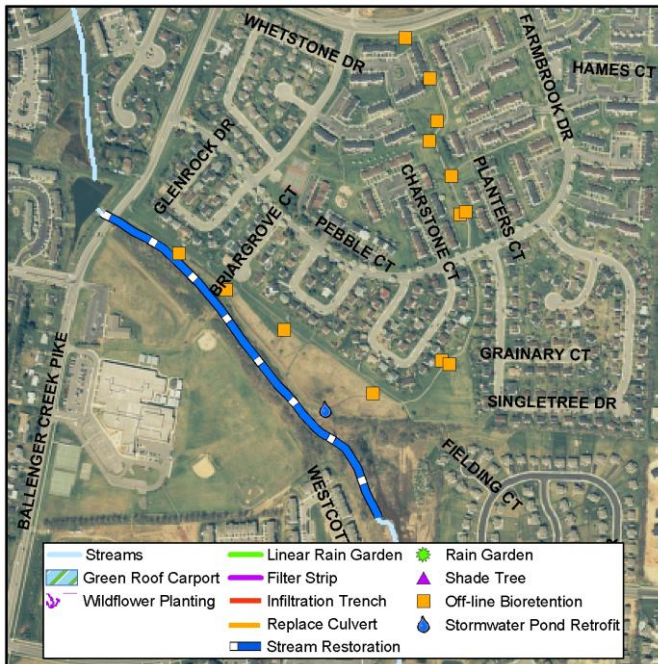 WHETSTONE DR
FARMBROOK DR
HAMES CT
GLENROCK DR
BRIARGROVE CT
PEBBLE CT
CHARSTONE CT
PLANTERS CT
GRAINARY CT
SINGLETREE DR
BALLENGER CREEK PIKE
FIELDING CT
WESTCOTT
Streams
Green Roof Carport
Wildflower Planting
Linear Rain Garden
Filter Strip
Infiltration Trench
Replace Culvert
Stream Restoration
Rain Garden
Shade Tree
Off-line Bioretention
Stormwater Pond Retrofit